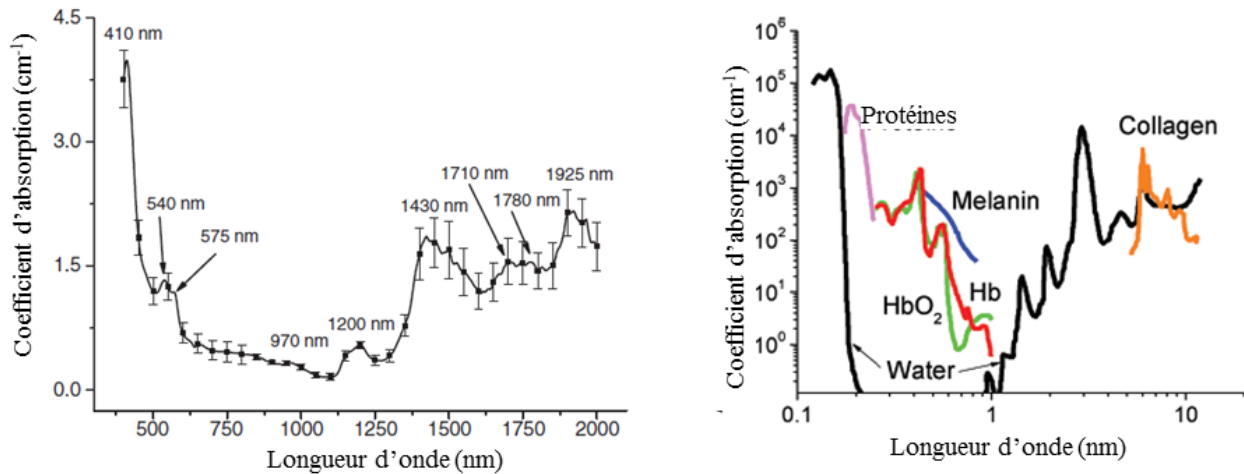 Coefficient d'absorption (cm⁻¹)
4.5
3.0
1.5
0.0
410 nm
540 nm
575 nm
970 nm
1200 nm
1430 nm
1710 nm
1780 nm
1925 nm
500 750 1000 1250 1500 1750 2000
Longueur d'onde (nm)
Coefficient d'absorption (cm⁻¹)
10⁶
10⁵
10⁴
10³
10²
10¹
10⁰
Protéines
Collagen
Melanin
Hb
HbO₂
Water
0.1 1 10
Longueur d'onde (nm)